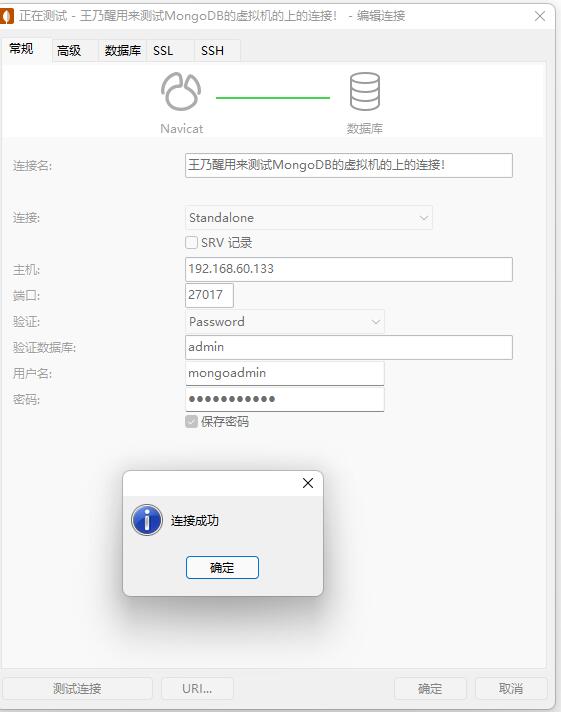 正在测试 - 王乃醒用来测试MongoDB的虚拟机的上的连接！ - 编辑连接
常规 高级 数据库 SSL SSH
Navicat 数据库
连接名: 王乃醒用来测试MongoDB的虚拟机的上的连接！
连接: Standalone
SRV 记录
主机: 192.168.60.133
端口: 27017
验证: Password
验证数据库: admin
用户名: mongoadmin
密码: ●●●●●●●●●●●
保存密码
连接成功
确定
测试连接 URI... 确定 取消